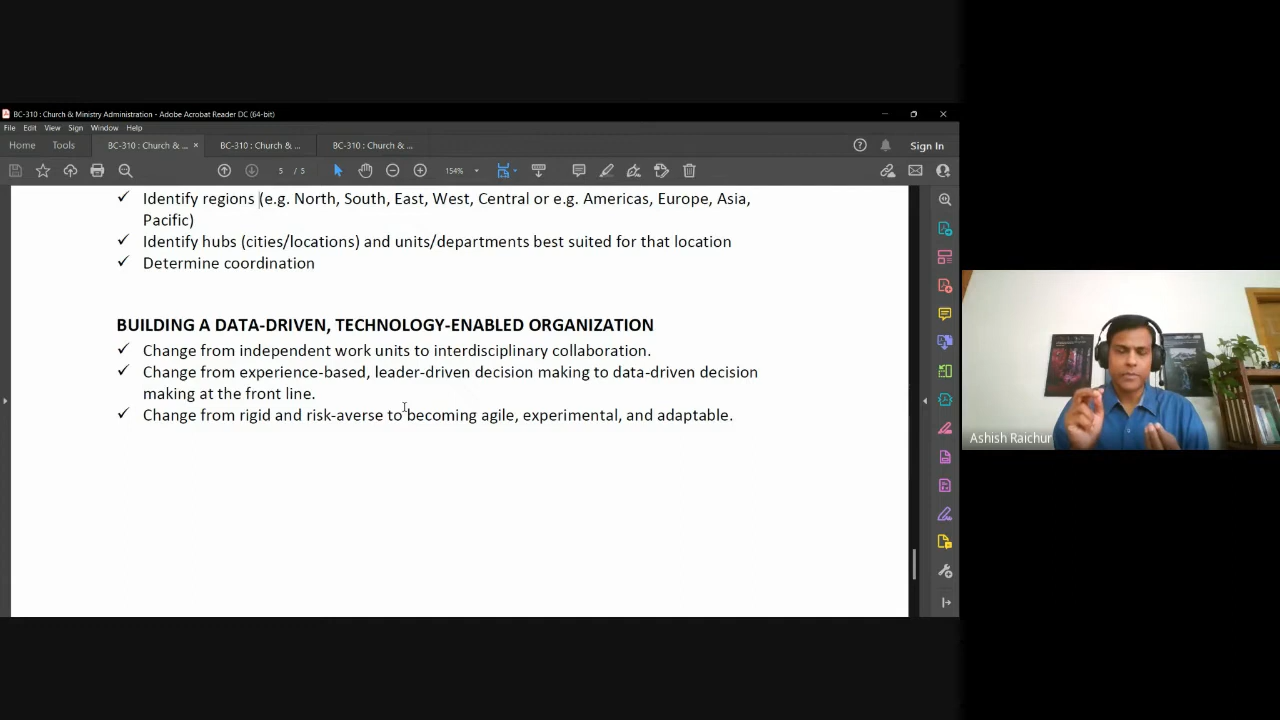 BC-310 : Church & Ministry Administration - Adobe Acrobat Reader DC (64-bit)
File Edit View Sign Window Help
Home Tools BC-310 : Church & ... × BC-310 : Church & ... BC-310 : Church & ... Sign In
5 / 5 154%
✓ Identify regions (e.g. North, South, East, West, Central or e.g. Americas, Europe, Asia,
Pacific)
✓ Identify hubs (cities/locations) and units/departments best suited for that location
✓ Determine coordination
BUILDING A DATA-DRIVEN, TECHNOLOGY-ENABLED ORGANIZATION
✓ Change from independent work units to interdisciplinary collaboration.
✓ Change from experience-based, leader-driven decision making to data-driven decision
making at the front line.
✓ Change from rigid and risk-averse to becoming agile, experimental, and adaptable.
Ashish Raichur